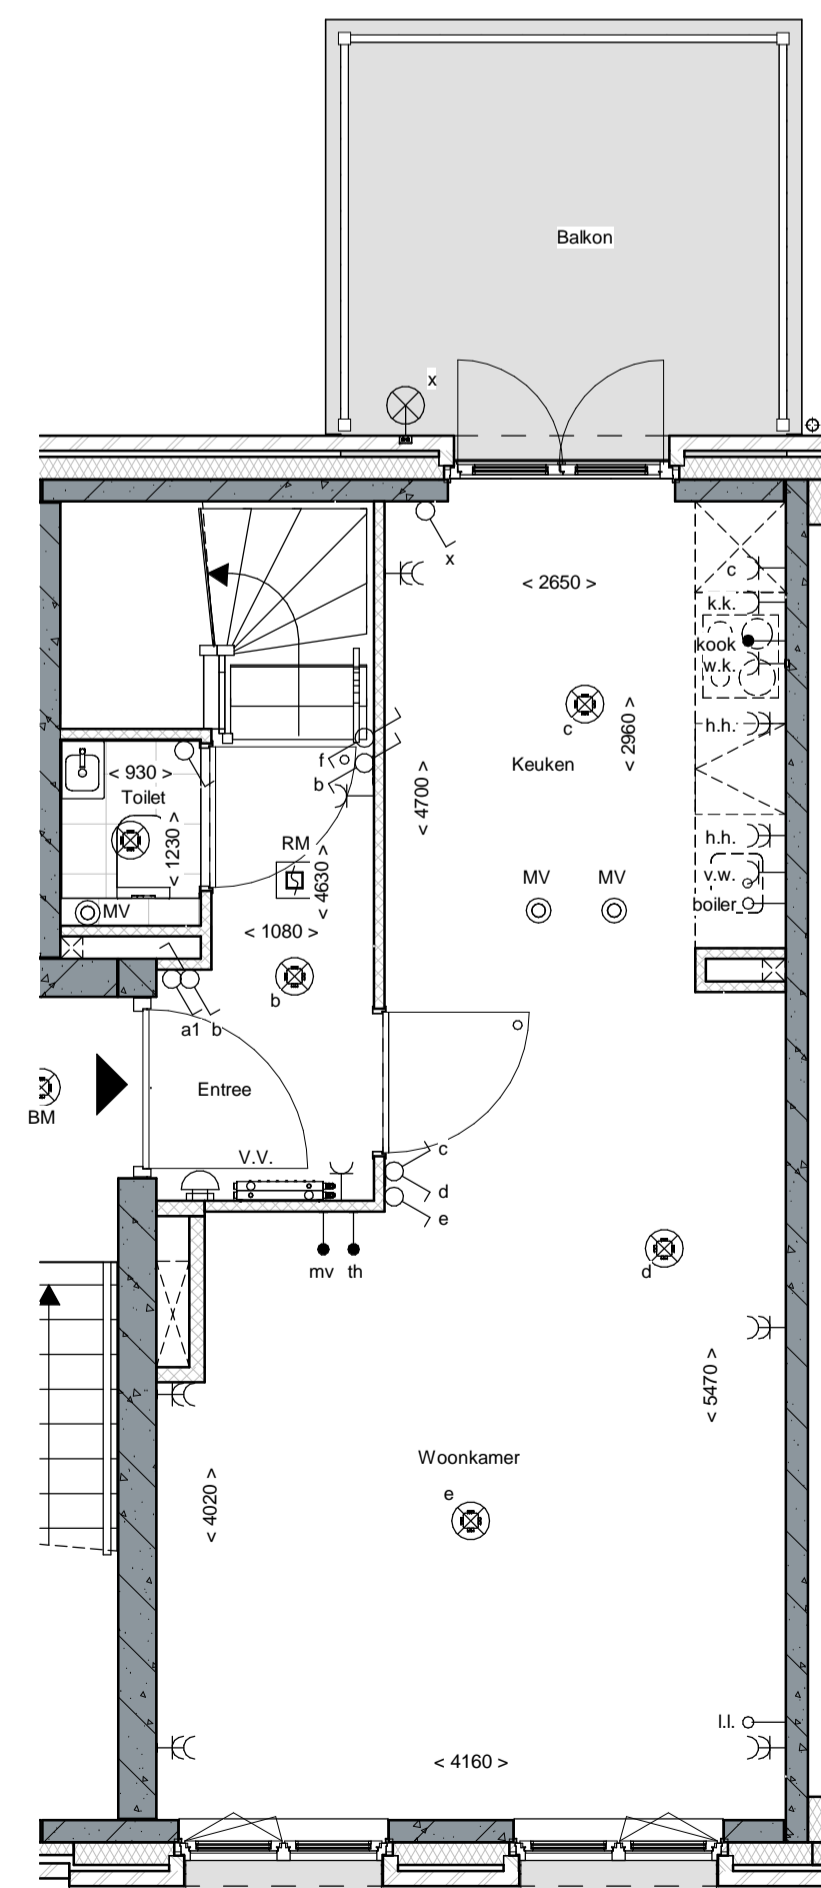 Balkon
x
x
< 2650 >
c
k.k.
kook
w.k.
c
< 2960 >
h.h.
f
Keuken
< 930 >
b
Toilet
< 4700 >
< 1230 >
RM
h.h.
< 4630 >
v.w.
MV
MV
MV
boiler
< 1080 >
b
a1
b
Entree
BM
c
V.V.
d
e
mv
th
d
< 5470 >
Woonkamer
e
< 4020 >
l.l.
< 4160 >